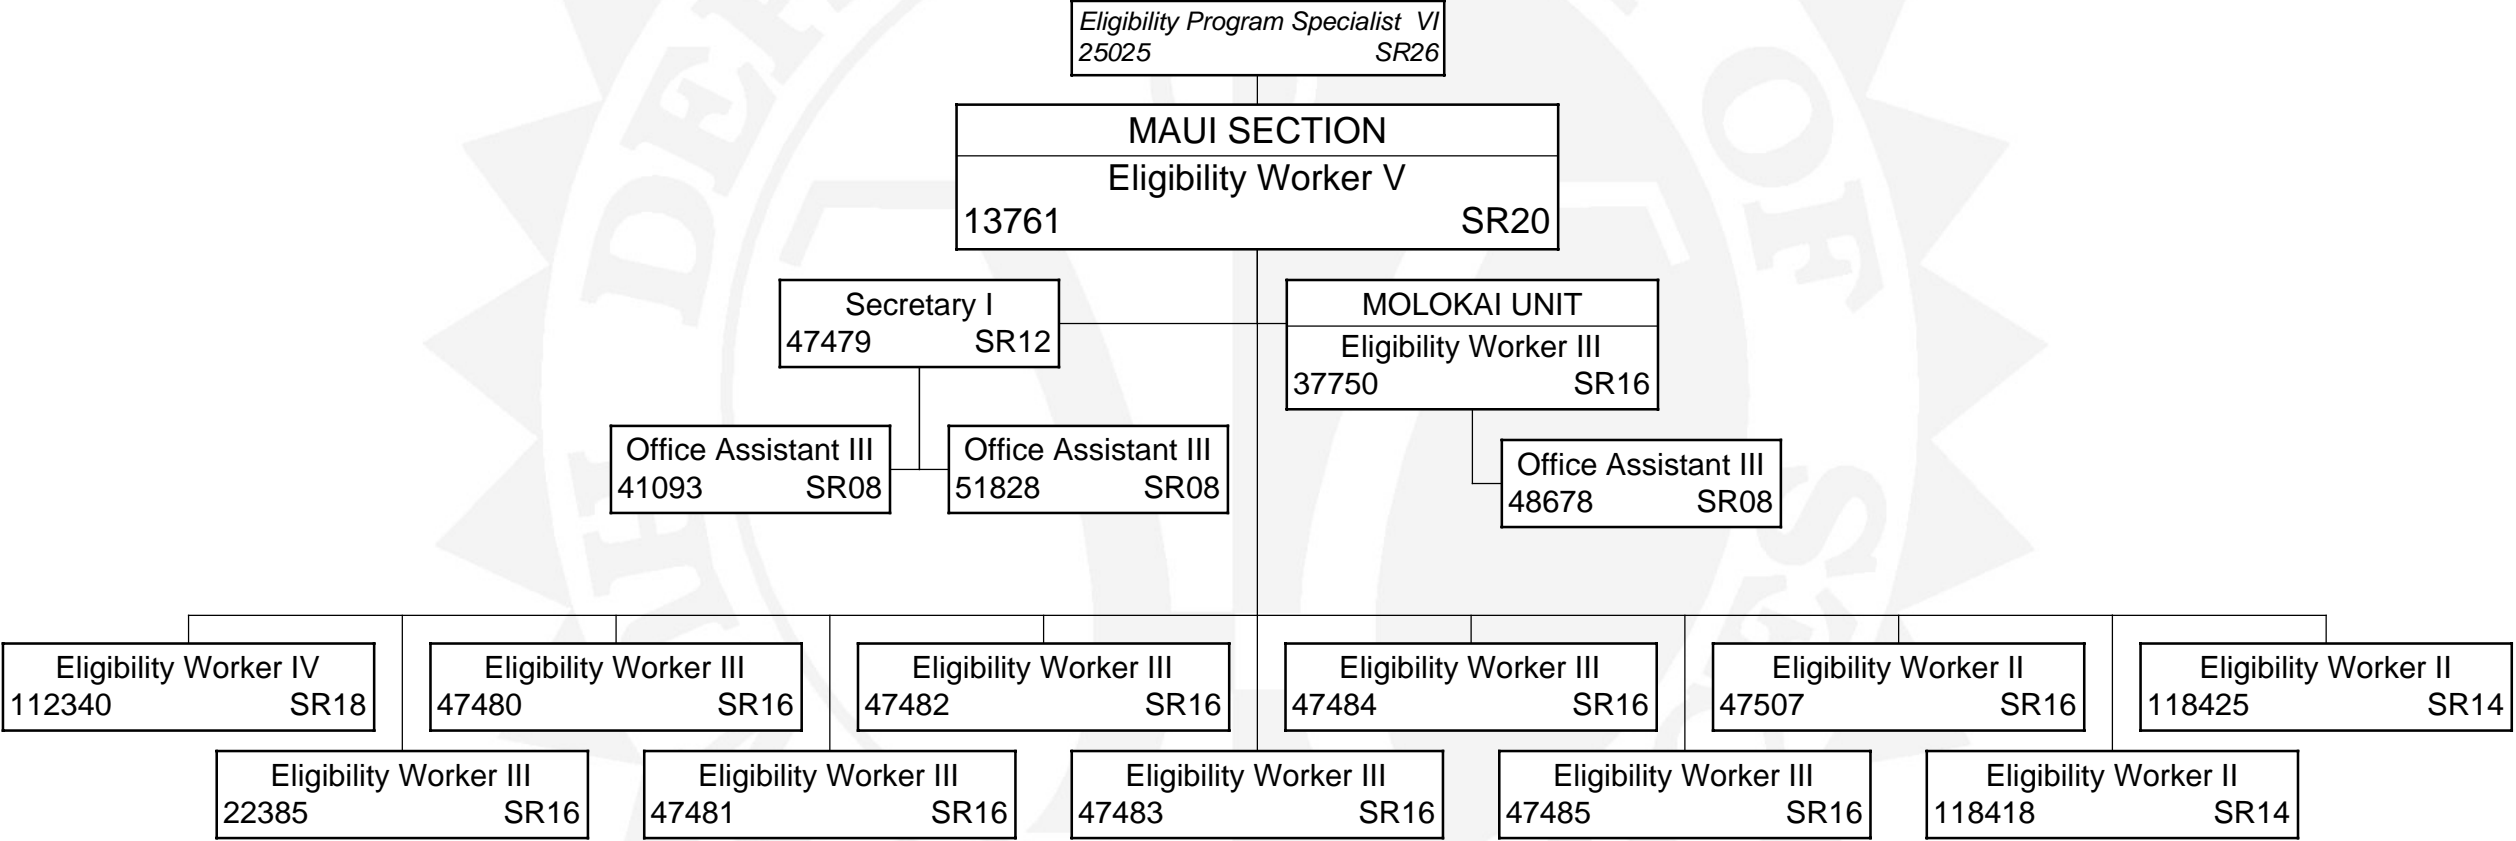 Eligibility Program Specialist VI
25025 SR26
MAUI SECTION
Eligibility Worker V
13761 SR20
Secretary I
47479 SR12
MOLOKAI UNIT
Eligibility Worker III
37750 SR16
Office Assistant III
41093 SR08
Office Assistant III
51828 SR08
Office Assistant III
48678 SR08
Eligibility Worker IV
112340 SR18
Eligibility Worker III
47480 SR16
Eligibility Worker III
47482 SR16
Eligibility Worker III
47484 SR16
Eligibility Worker II
47507 SR16
Eligibility Worker II
118425 SR14
Eligibility Worker III
22385 SR16
Eligibility Worker III
47481 SR16
Eligibility Worker III
47483 SR16
Eligibility Worker III
47485 SR16
Eligibility Worker II
118418 SR14